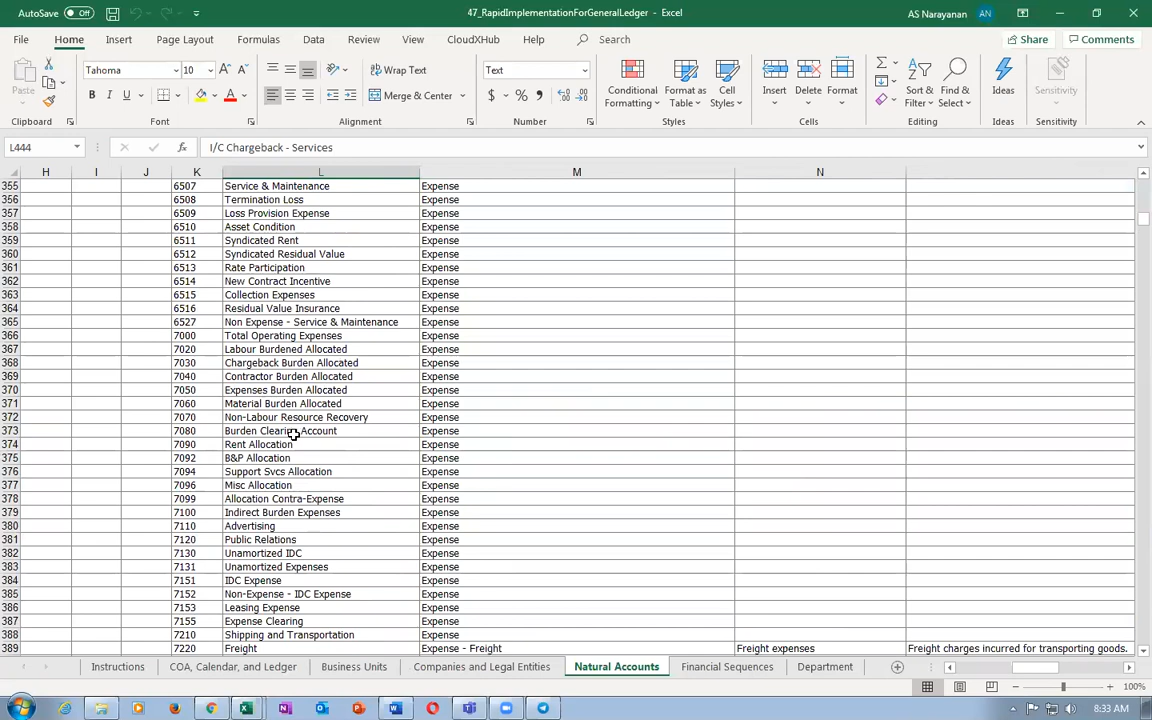 AutoSave Off 47_RapidImplementationForGeneralLedger - Excel AS Narayanan AN
File Home Insert Page Layout Formulas Data Review View CloudXHub Help Search Share Comments
Paste Tahoma 10 A A Wrap Text Text Conditional Formatting Format as Table Cell Styles Insert Delete Format Sort & Filter Find & Select Ideas Sensitivity
B I U A Merge & Center $ % 9
Clipboard Font Alignment Number Styles Cells Editing Ideas Sensitivity
L444 fx I/C Chargeback - Services
H I J K L M N
355 6507 Service & Maintenance Expense
356 6508 Termination Loss Expense
357 6509 Loss Provision Expense Expense
358 6510 Asset Condition Expense
359 6511 Syndicated Rent Expense
360 6512 Syndicated Residual Value Expense
361 6513 Rate Participation Expense
362 6514 New Contract Incentive Expense
363 6515 Collection Expenses Expense
364 6516 Residual Value Insurance Expense
365 6527 Non Expense - Service & Maintenance Expense
366 7000 Total Operating Expenses Expense
367 7020 Labour Burdened Allocated Expense
368 7030 Chargeback Burden Allocated Expense
369 7040 Contractor Burden Allocated Expense
370 7050 Expenses Burden Allocated Expense
371 7060 Material Burden Allocated Expense
372 7070 Non-Labour Resource Recovery Expense
373 7080 Burden Clearing Account Expense
374 7090 Rent Allocation Expense
375 7092 B&P Allocation Expense
376 7094 Support Svcs Allocation Expense
377 7096 Misc Allocation Expense
378 7099 Allocation Contra-Expense Expense
379 7100 Indirect Burden Expenses Expense
380 7110 Advertising Expense
381 7120 Public Relations Expense
382 7130 Unamortized IDC Expense
383 7131 Unamortized Expenses Expense
384 7151 IDC Expense Expense
385 7152 Non-Expense - IDC Expense Expense
386 7153 Leasing Expense Expense
387 7155 Expense Clearing Expense
388 7210 Shipping and Transportation Expense
389 7220 Freight Expense - Freight Freight expenses Freight charges incurred for transporting goods.
Instructions COA, Calendar, and Ledger Business Units Companies and Legal Entities Natural Accounts Financial Sequences Department
100%
8:33 AM